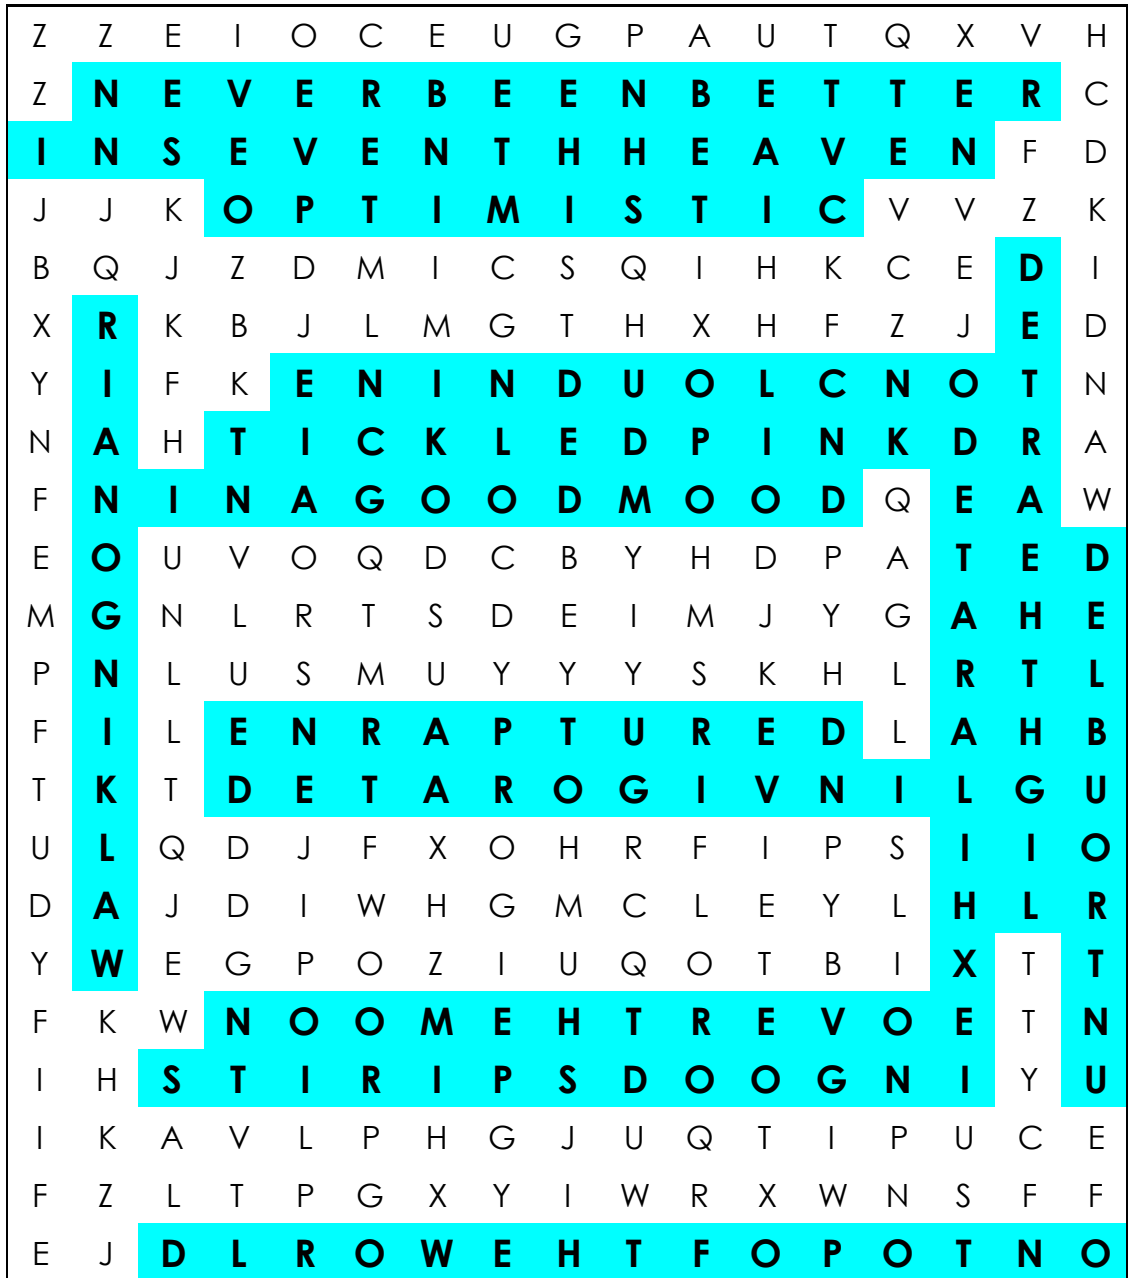 Z Z E I O C E U G P A U T Q X V H
Z N E V E R B E E N B E T T E R C
I N S E V E N T H H E A V E N F D
J J K O P T I M I S T I C V V Z K
B Q J Z D M I C S Q I H K C E D I
X R K B J L M G T H X H F Z J E D
Y I F K E N I N D U O L C N O T N
N A H T I C K L E D P I N K D R A
F N I N A G O O D M O O D Q E A W
E O U V O Q D C B Y H D P A T E D
M G N L R T S D E I M J Y G A H E
P N L U S M U Y Y Y S K H L R T L
F I L E N R A P T U R E D L A H B
T K T D E T A R O G I V N I L G U
U L Q D J F X O H R F I P S I I O
D A J D I W H G M C L E Y L H L R
Y W E G P O Z I U Q O T B I X T T
F K W N O O M E H T R E V O E T N
I H S T I R I P S D O O G N I Y U
I K A V L P H G J U Q T I P U C E
F Z L T P G X Y I W R X W N S F F
E J D L R O W E H T F O P O T N O